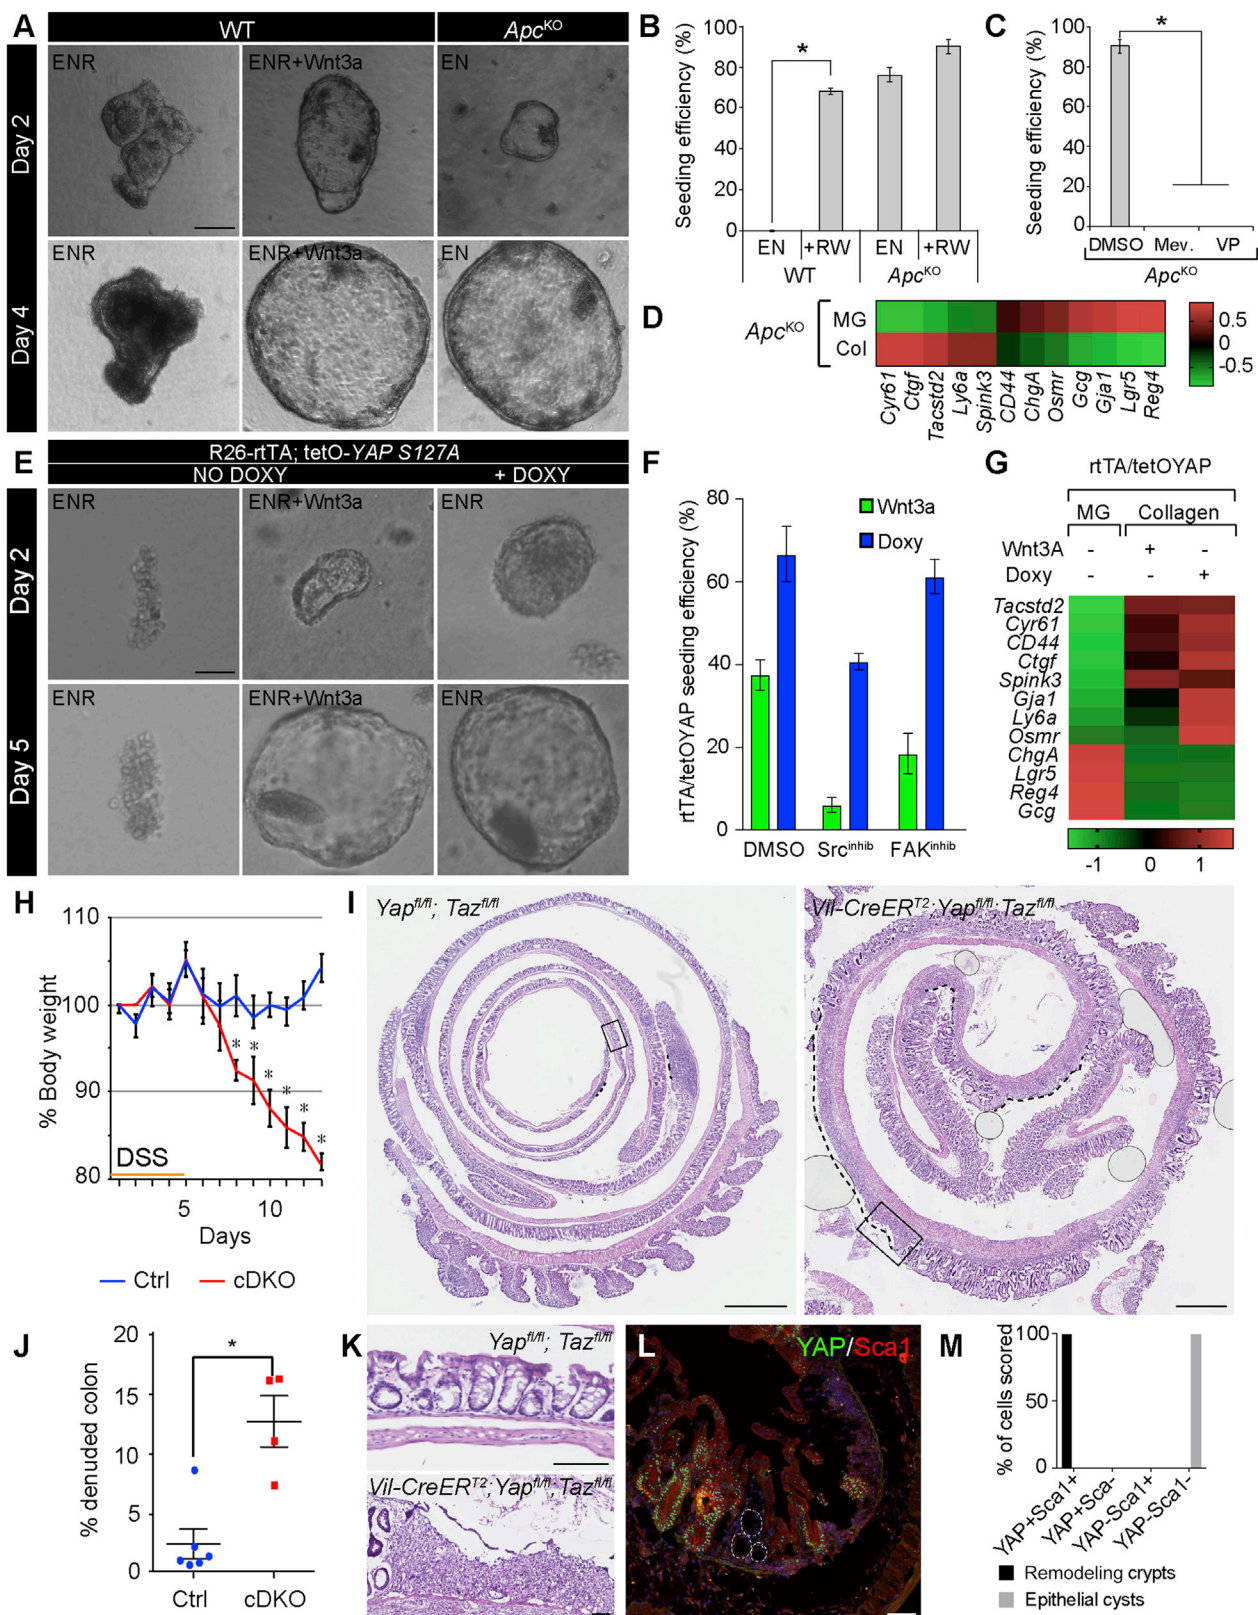 A
WT
Apc^KO
ENR
ENR+Wnt3a
EN
Day 2
ENR
ENR+Wnt3a
EN
Day 4
B
Seeding efficiency (%)
100
80
60
40
20
0
*
EN
+RW
EN
+RW
WT
Apc^KO
C
Seeding efficiency (%)
100
80
60
40
20
0
*
DMSO
Mev.
VP
Apc^KO
D
Apc^KO
MG
Col
Cyr61
Ctgf
Tacstd2
Ly6a
Spink3
CD44
ChgA
Osmr
Gcg
Gja1
Lgr5
Reg4
0.5
0
-0.5
E
R26-rtTA; tetO-YAP S127A
NO DOXY
+ DOXY
ENR
ENR+Wnt3a
ENR
Day 2
ENR
ENR+Wnt3a
ENR
Day 5
F
rtTA/tetOYAP seeding efficiency (%)
80
60
40
20
0
Wnt3a
Doxy
DMSO
Src^inhib
FAK^inhib
G
rtTA/tetOYAP
MG
Collagen
Wnt3A - + -
Doxy - - +
Tacstd2
Cyr61
CD44
Ctgf
Spink3
Gja1
Ly6a
Osmr
ChgA
Lgr5
Reg4
Gcg
-1 0 1
H
% Body weight
110
100
90
80
* * * * * *
DSS
5
10
Days
Ctrl
cDKO
I
Yap^fl/fl; Taz^fl/fl
Vil-CreER^T2;Yap^fl/fl;Taz^fl/fl
J
% denuded colon
20
15
10
5
0
*
Ctrl
cDKO
K
Yap^fl/fl; Taz^fl/fl
Vil-CreER^T2;Yap^fl/fl;Taz^fl/fl
L
YAP/Sca1
M
% of cells scored
100
50
0
YAP+Sca1+
YAP+Sca-
YAP-Sca1+
YAP-Sca1-
Remodeling crypts
Epithelial cysts